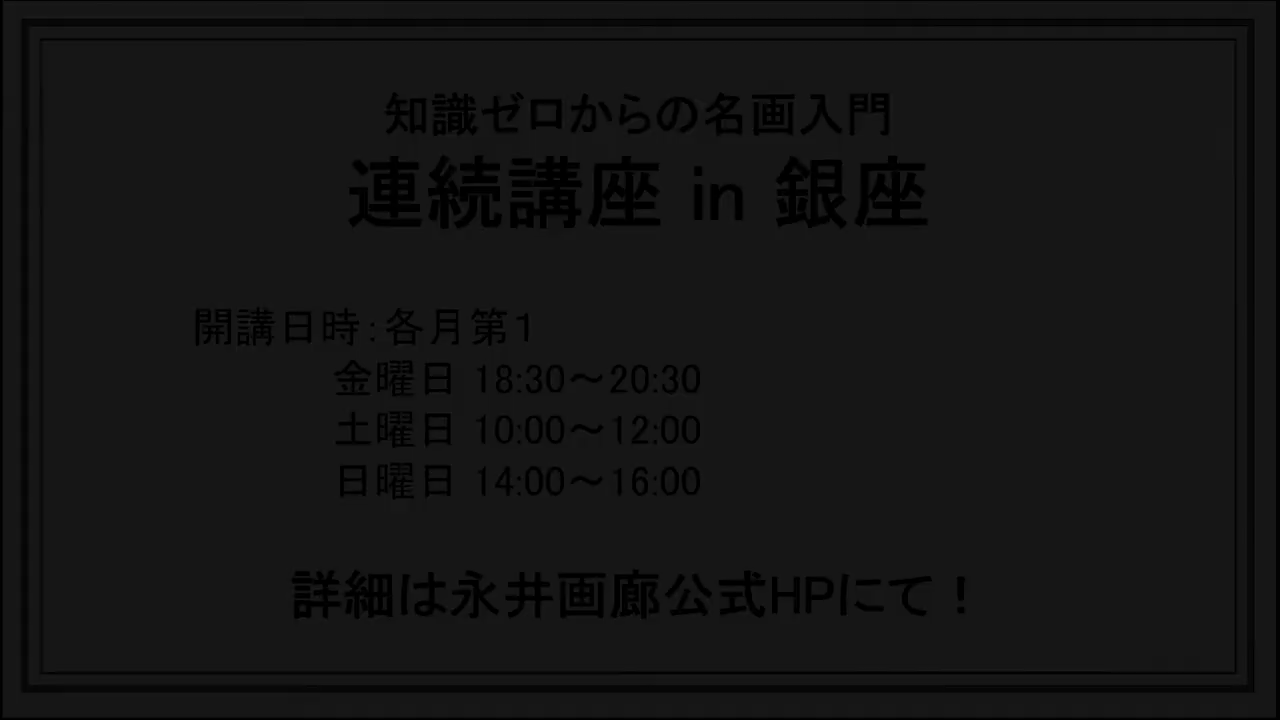 知識ゼロからの名画入門
連続講座 in 銀座
開講日時：各月第１
金曜日 18:30～20:30
土曜日 10:00～12:00
日曜日 14:00～16:00
詳細は永井画廊公式HPにて！